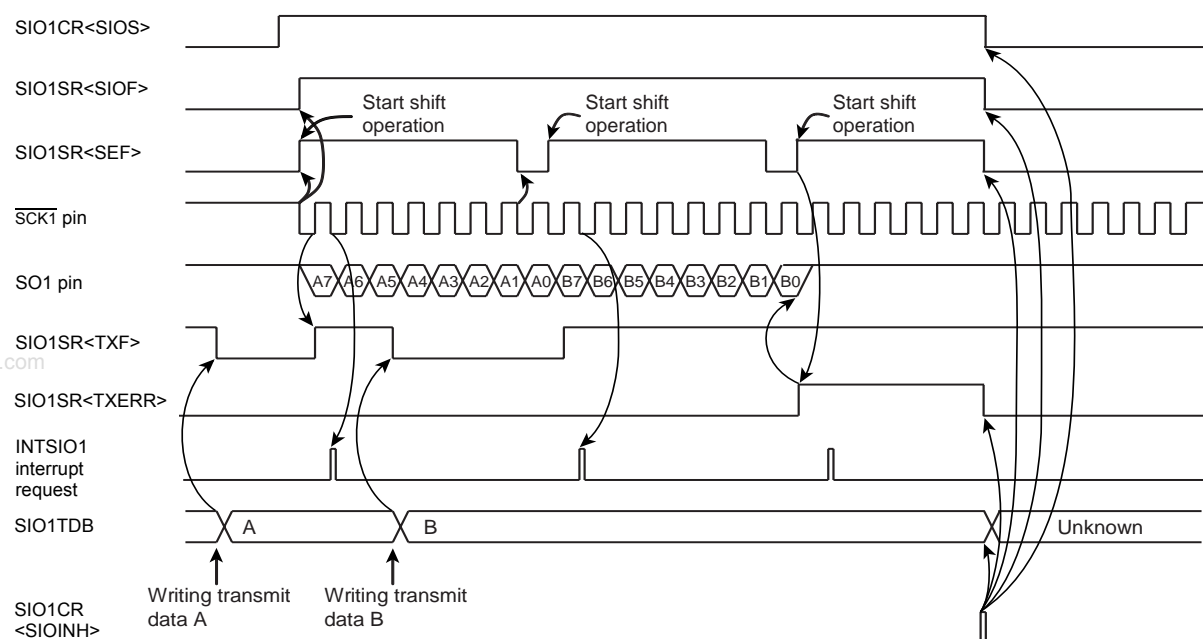 SIO1CR<SIOS>
SIO1SR<SIOF>
Start shift
operation
Start shift
operation
Start shift
operation
SIO1SR<SEF>
SCK1 pin
SO1 pin
A7 A6 A5 A4 A3 A2 A1 A0 B7 B6 B5 B4 B3 B2 B1 B0
SIO1SR<TXF>
.com
SIO1SR<TXERR>
INTSIO1
interrupt
request
SIO1TDB
A
B
Unknown
Writing transmit
data A
Writing transmit
data B
SIO1CR
<SIOINH>